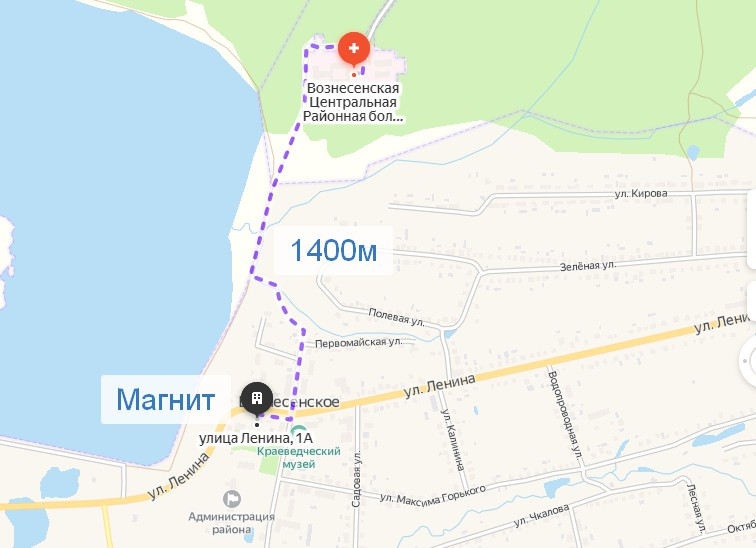 Вознесенская
Центральная
Районная бол...
ул. Кирова
1400м
Зелёная ул.
Полевая ул.
ул. Лени
Первомайская ул.
ул. Ленина
Магнит
улица Ленина, 1А
Краеведческий
музей
Водопроводная ул.
ул. Калинина
Садовая ул.
ул. Ленина
ул. Максима Горького
Администрация
района
ул. Чкалова
Лесная ул.
Октя